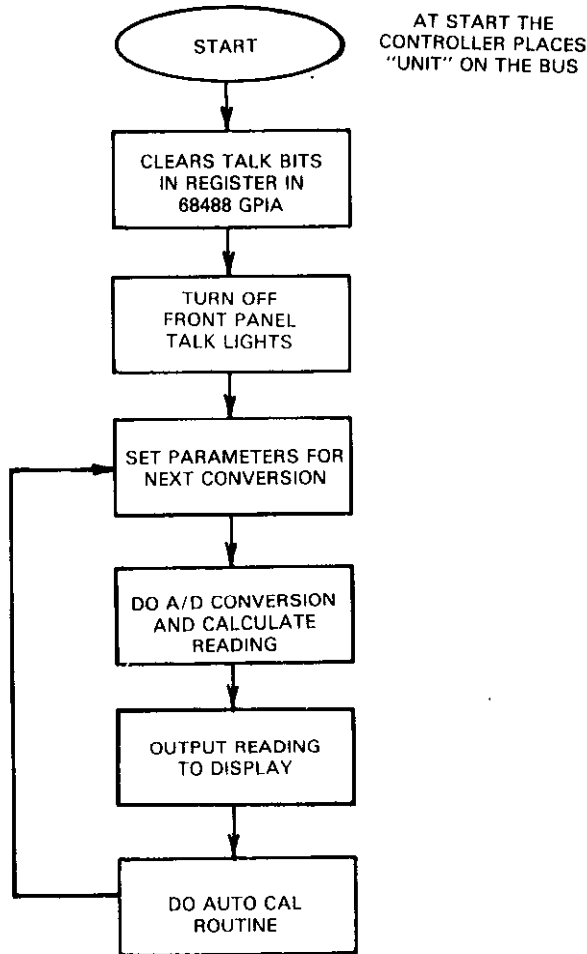 START
AT START THE
CONTROLLER PLACES
"UNIT" ON THE BUS
CLEARS TALK BITS
IN REGISTER IN
68488 GPIA
TURN OFF
FRONT PANEL
TALK LIGHTS
SET PARAMETERS FOR
NEXT CONVERSION
DO A/D CONVERSION
AND CALCULATE
READING
OUTPUT READING
TO DISPLAY
DO AUTO CAL
ROUTINE